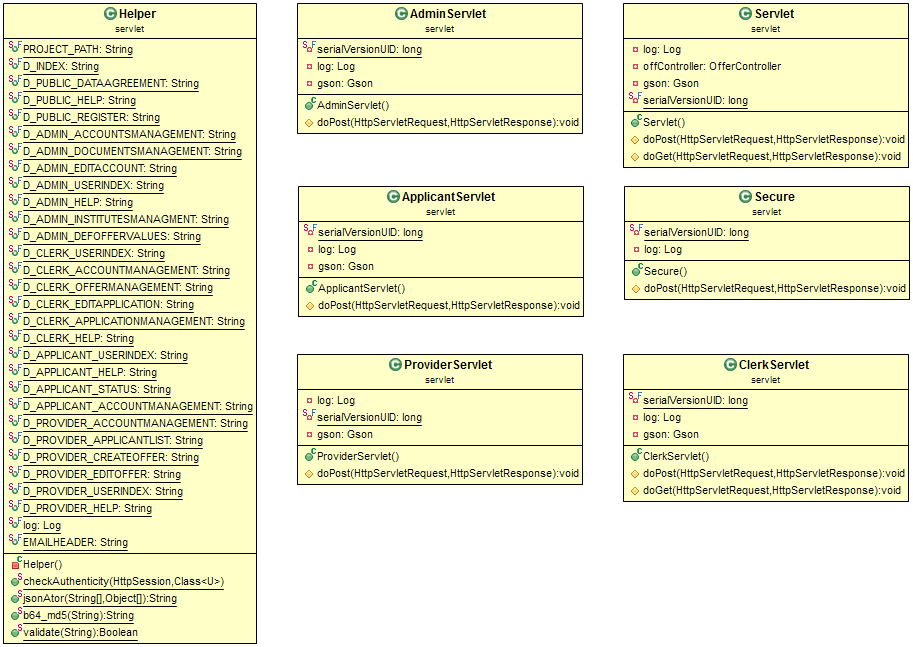 Helper
servlet
PROJECT_PATH: String
D_INDEX: String
D_PUBLIC_DATAAGREEMENT: String
D_PUBLIC_HELP: String
D_PUBLIC_REGISTER: String
D_ADMIN_ACCOUNTSMANAGEMENT: String
D_ADMIN_DOCUMENTSMANAGEMENT: String
D_ADMIN_EDITACCOUNT: String
D_ADMIN_USERINDEX: String
D_ADMIN_HELP: String
D_ADMIN_INSTITUTESMANAGMENT: String
D_ADMIN_DEFOFFERVALUES: String
D_CLERK_USERINDEX: String
D_CLERK_ACCOUNTMANAGEMENT: String
D_CLERK_OFFERMANAGEMENT: String
D_CLERK_EDITAPPLICATION: String
D_CLERK_APPLICATIONMANAGEMENT: String
D_CLERK_HELP: String
D_APPLICANT_USERINDEX: String
D_APPLICANT_HELP: String
D_APPLICANT_STATUS: String
D_APPLICANT_ACCOUNTMANAGEMENT: String
D_PROVIDER_ACCOUNTMANAGEMENT: String
D_PROVIDER_APPLICANTLIST: String
D_PROVIDER_CREATEOFFER: String
D_PROVIDER_EDITOFFER: String
D_PROVIDER_USERINDEX: String
D_PROVIDER_HELP: String
log: Log
EMAILHEADER: String
Helper()
checkAuthenticity(HttpSession,Class<U>)
jsonAtor(String[],Object[]):String
b64_md5(String):String
validate(String):Boolean
AdminServlet
servlet
serialVersionUID: long
log: Log
gson: Gson
AdminServlet()
doPost(HttpServletRequest,HttpServletResponse):void
Servlet
servlet
log: Log
offController: OfferController
gson: Gson
serialVersionUID: long
Servlet()
doPost(HttpServletRequest,HttpServletResponse):void
doGet(HttpServletRequest,HttpServletResponse):void
ApplicantServlet
servlet
serialVersionUID: long
log: Log
gson: Gson
ApplicantServlet()
doPost(HttpServletRequest,HttpServletResponse):void
Secure
servlet
serialVersionUID: long
log: Log
Secure()
doPost(HttpServletRequest,HttpServletResponse):void
ProviderServlet
servlet
log: Log
serialVersionUID: long
gson: Gson
ProviderServlet()
doPost(HttpServletRequest,HttpServletResponse):void
ClerkServlet
servlet
serialVersionUID: long
log: Log
gson: Gson
ClerkServlet()
doPost(HttpServletRequest,HttpServletResponse):void
doGet(HttpServletRequest,HttpServletResponse):void